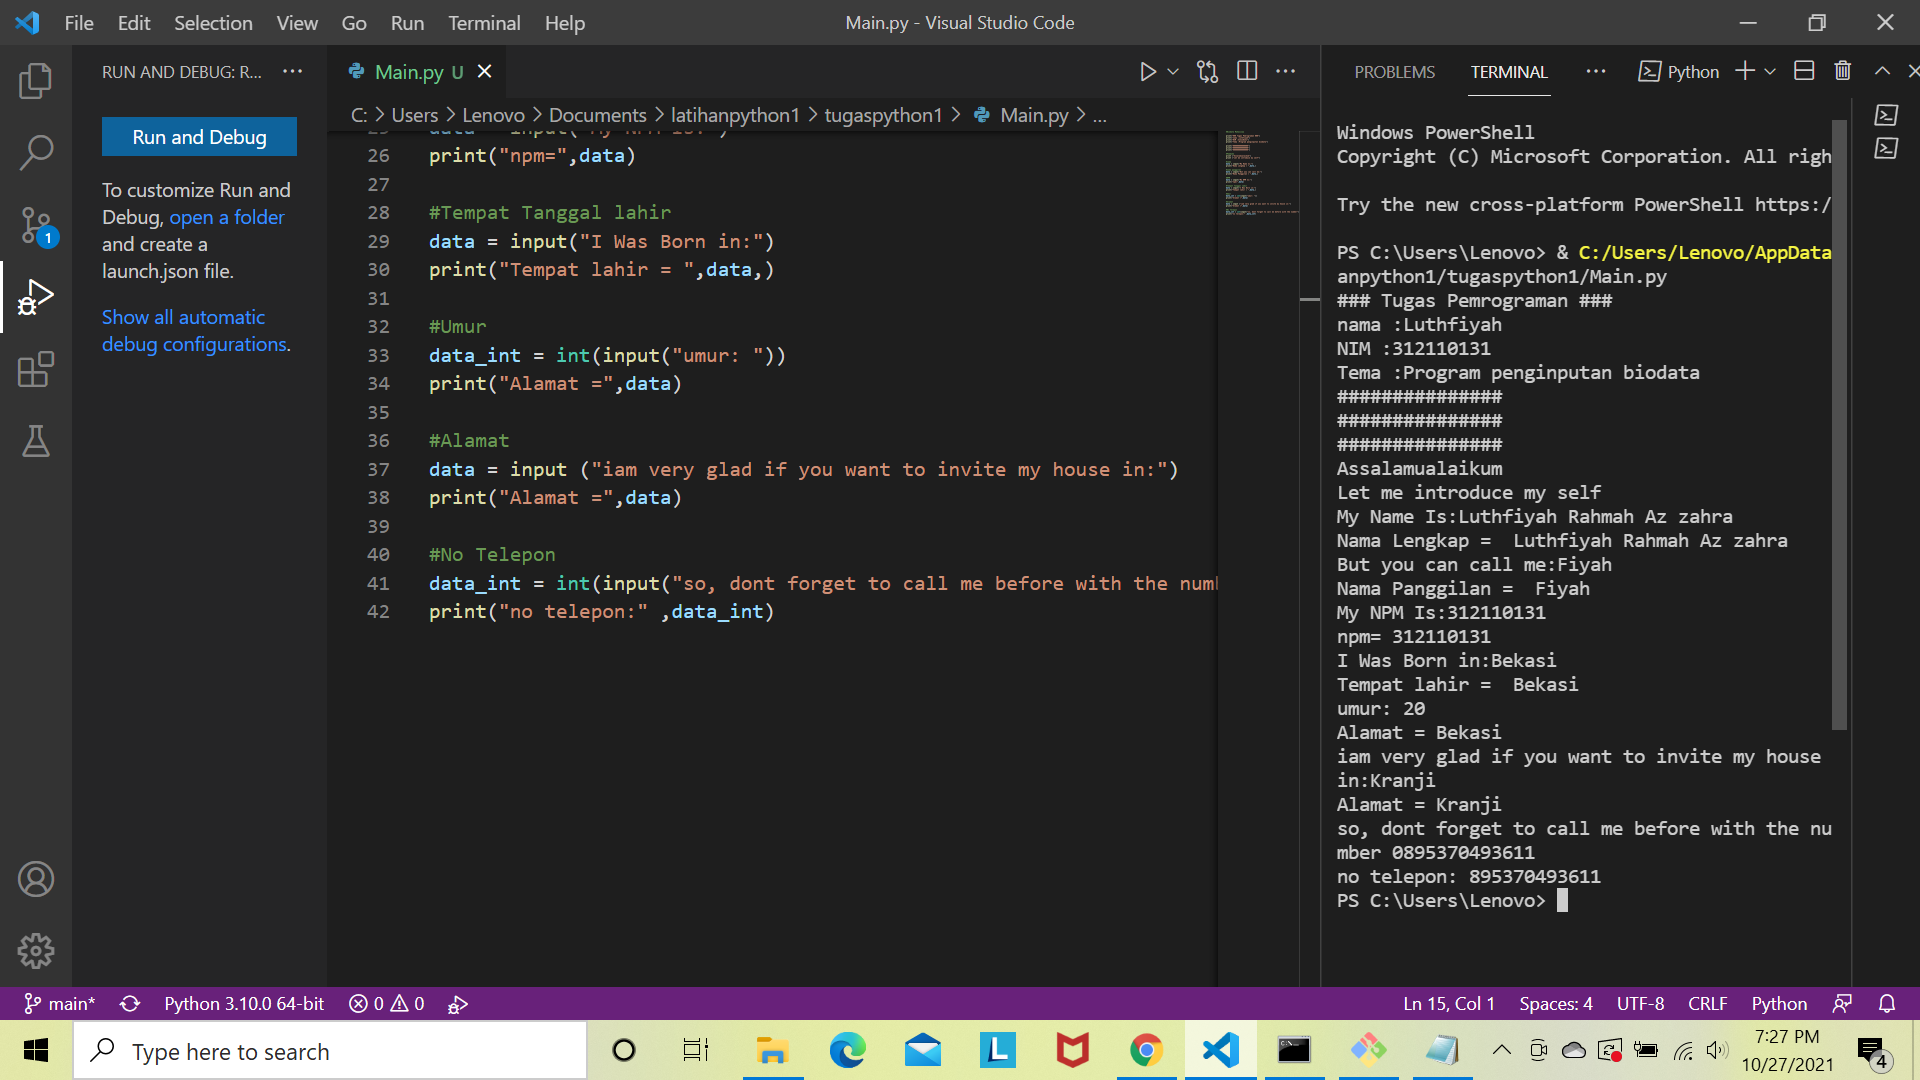 File Edit Selection View Go Run Terminal Help
Main.py - Visual Studio Code
RUN AND DEBUG: R... ...
Run and Debug
To customize Run and
Debug, open a folder
and create a
launch.json file.
Show all automatic
debug configurations.
1
Main.py U
C: > Users > Lenovo > Documents > latihanpython1 > tugaspython1 > Main.py > ...
26 print("npm=",data)
27
28 #Tempat Tanggal lahir
29 data = input("I Was Born in:")
30 print("Tempat lahir = ",data,)
31
32 #Umur
33 data_int = int(input("umur: "))
34 print("Alamat =",data)
35
36 #Alamat
37 data = input ("iam very glad if you want to invite my house in:")
38 print("Alamat =",data)
39
40 #No Telepon
41 data_int = int(input("so, dont forget to call me before with the num
42 print("no telepon:" ,data_int)
PROBLEMS TERMINAL ... Python
Windows PowerShell
Copyright (C) Microsoft Corporation. All righ
Try the new cross-platform PowerShell https:/
PS C:\Users\Lenovo> & C:/Users/Lenovo/AppData
anpython1/tugaspython1/Main.py
### Tugas Pemrograman ###
nama :Luthfiyah
NIM :312110131
Tema :Program penginputan biodata
###############
###############
###############
Assalamualaikum
Let me introduce my self
My Name Is:Luthfiyah Rahmah Az zahra
Nama Lengkap =  Luthfiyah Rahmah Az zahra
But you can call me:Fiyah
Nama Panggilan =  Fiyah
My NPM Is:312110131
npm= 312110131
I Was Born in:Bekasi
Tempat lahir =  Bekasi
umur: 20
Alamat = Bekasi
iam very glad if you want to invite my house
in:Kranji
Alamat = Kranji
so, dont forget to call me before with the nu
mber 0895370493611
no telepon: 895370493611
PS C:\Users\Lenovo>
main* Python 3.10.0 64-bit 0 0
Ln 15, Col 1 Spaces: 4 UTF-8 CRLF Python
Type here to search
L
7:27 PM
10/27/2021
4